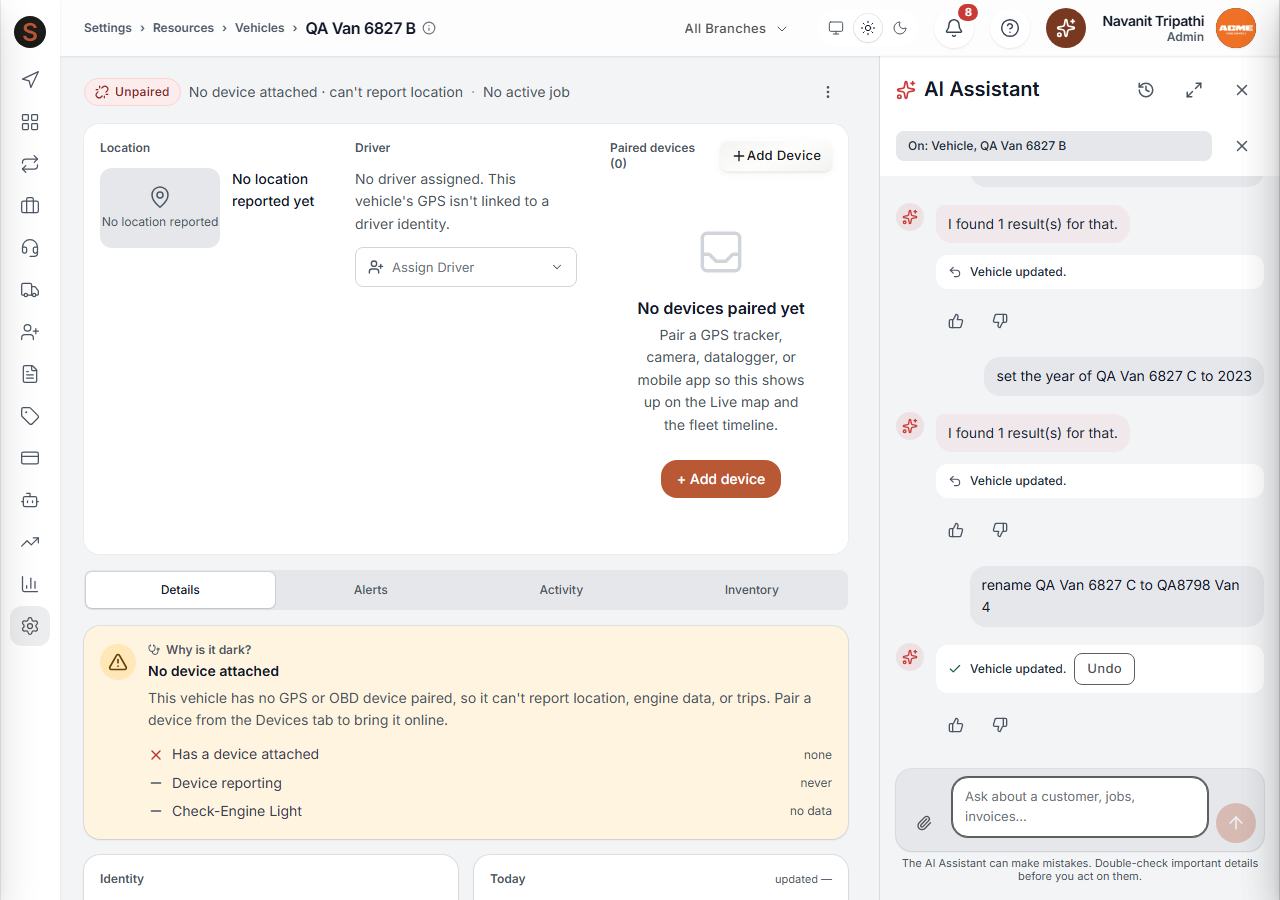 S
Settings › Resources › Vehicles › QA Van 6827 B
All Branches
8
Navanit Tripathi
Admin
ACME
Unpaired
No device attached · can't report location · No active job
Location
No location reported
No location
reported yet
Driver
No driver assigned. This
vehicle's GPS isn't linked to a
driver identity.
Assign Driver
Paired devices
(0)
Add Device
No devices paired yet
Pair a GPS tracker,
camera, datalogger, or
mobile app so this shows
up on the Live map and
the fleet timeline.
+ Add device
Details
Alerts
Activity
Inventory
Why is it dark?
No device attached
This vehicle has no GPS or OBD device paired, so it can't report location, engine data, or trips. Pair a
device from the Devices tab to bring it online.
Has a device attached none
Device reporting never
Check-Engine Light no data
Identity
Today updated —
AI Assistant
On: Vehicle, QA Van 6827 B
I found 1 result(s) for that.
Vehicle updated.
set the year of QA Van 6827 C to 2023
I found 1 result(s) for that.
Vehicle updated.
rename QA Van 6827 C to QA8798 Van
4
Vehicle updated. Undo
Ask about a customer, jobs,
invoices...
The AI Assistant can make mistakes. Double-check important details
before you act on them.